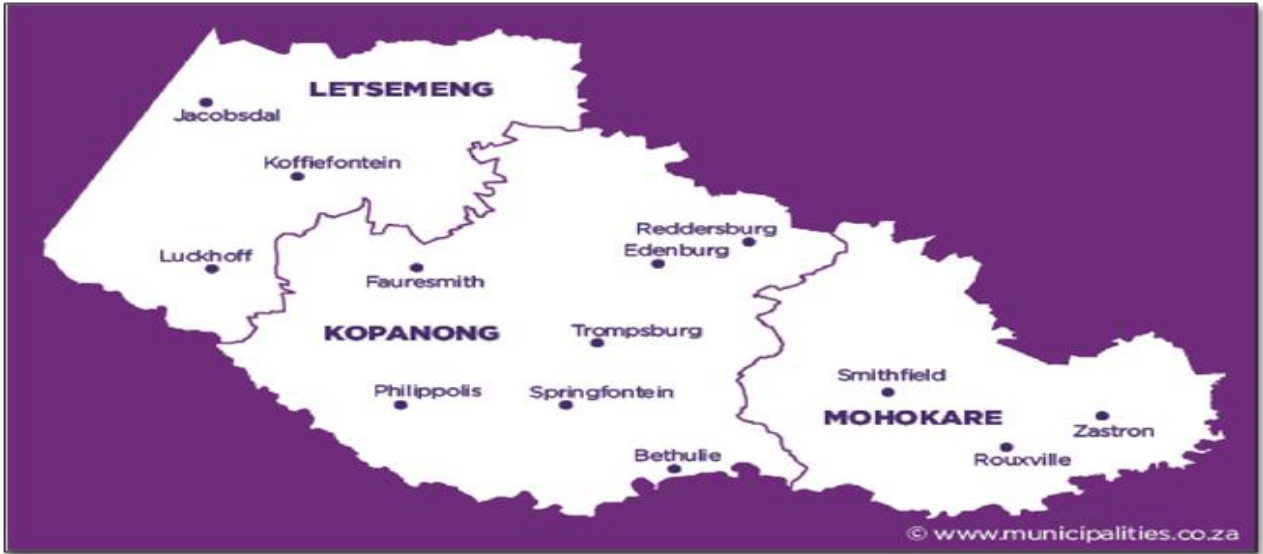 LETSEMENG
Jacobsdal
Koffiefontein
Luckhoff
Reddersburg
Edenburg
Fauresmith
KOPANONG
Trompsburg
Philippolis
Springfontein
Bethulie
Smithfield
MOHOKARE
Zastron
Rouxville
© www.municipalities.co.za